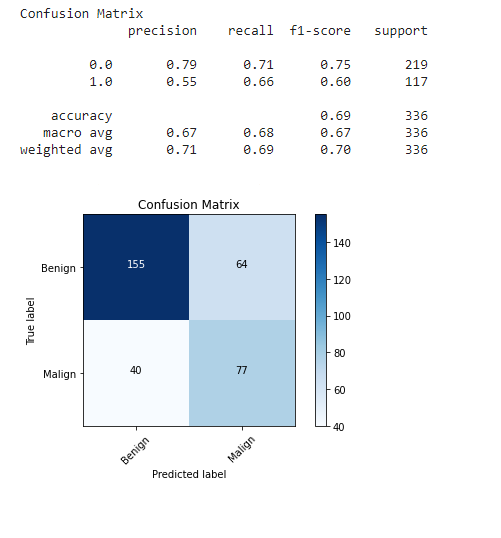 Confusion Matrix
precision recall f1-score support
0.0 0.79 0.71 0.75 219
1.0 0.55 0.66 0.60 117
accuracy 0.69 336
macro avg 0.67 0.68 0.67 336
weighted avg 0.71 0.69 0.70 336
Confusion Matrix
Benign 155 64
Malign 40 77
True label
Benign Malign
Predicted label
140
120
100
80
60
40